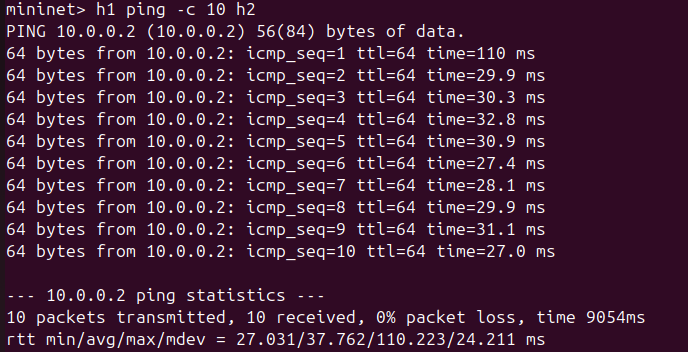 mininet> h1 ping -c 10 h2
PING 10.0.0.2 (10.0.0.2) 56(84) bytes of data.
64 bytes from 10.0.0.2: icmp_seq=1 ttl=64 time=110 ms
64 bytes from 10.0.0.2: icmp_seq=2 ttl=64 time=29.9 ms
64 bytes from 10.0.0.2: icmp_seq=3 ttl=64 time=30.3 ms
64 bytes from 10.0.0.2: icmp_seq=4 ttl=64 time=32.8 ms
64 bytes from 10.0.0.2: icmp_seq=5 ttl=64 time=30.9 ms
64 bytes from 10.0.0.2: icmp_seq=6 ttl=64 time=27.4 ms
64 bytes from 10.0.0.2: icmp_seq=7 ttl=64 time=28.1 ms
64 bytes from 10.0.0.2: icmp_seq=8 ttl=64 time=29.9 ms
64 bytes from 10.0.0.2: icmp_seq=9 ttl=64 time=31.1 ms
64 bytes from 10.0.0.2: icmp_seq=10 ttl=64 time=27.0 ms
--- 10.0.0.2 ping statistics ---
10 packets transmitted, 10 received, 0% packet loss, time 9054ms
rtt min/avg/max/mdev = 27.031/37.762/110.223/24.211 ms